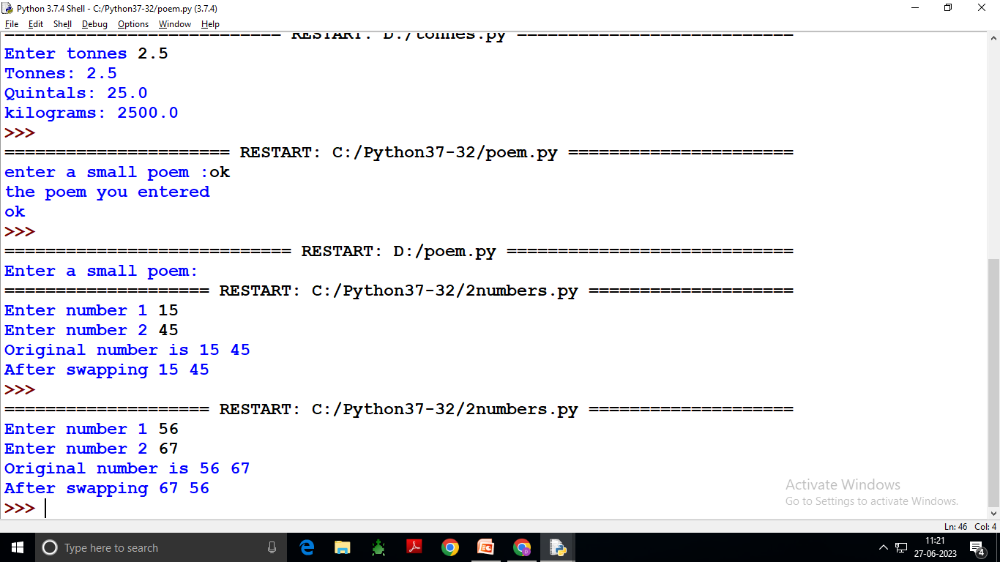 Python 3.7.4 Shell - C:/Python37-32/poem.py (3.7.4)
File Edit Shell Debug Options Window Help
=========================== RESTART: D:/tonnes.py ===========================
Enter tonnes 2.5
Tonnes: 2.5
Quintals: 25.0
kilograms: 2500.0
>>>
====================== RESTART: C:/Python37-32/poem.py ======================
enter a small poem :ok
the poem you entered
ok
>>>
============================ RESTART: D:/poem.py ============================
Enter a small poem:
==================== RESTART: C:/Python37-32/2numbers.py ====================
Enter number 1 15
Enter number 2 45
Original number is 15 45
After swapping 15 45
>>>
==================== RESTART: C:/Python37-32/2numbers.py ====================
Enter number 1 56
Enter number 2 67
Original number is 56 67
After swapping 67 56
>>>
Activate Windows
Go to Settings to activate Windows.
Ln: 46 Col: 4
Type here to search
11:21
27-06-2023
4